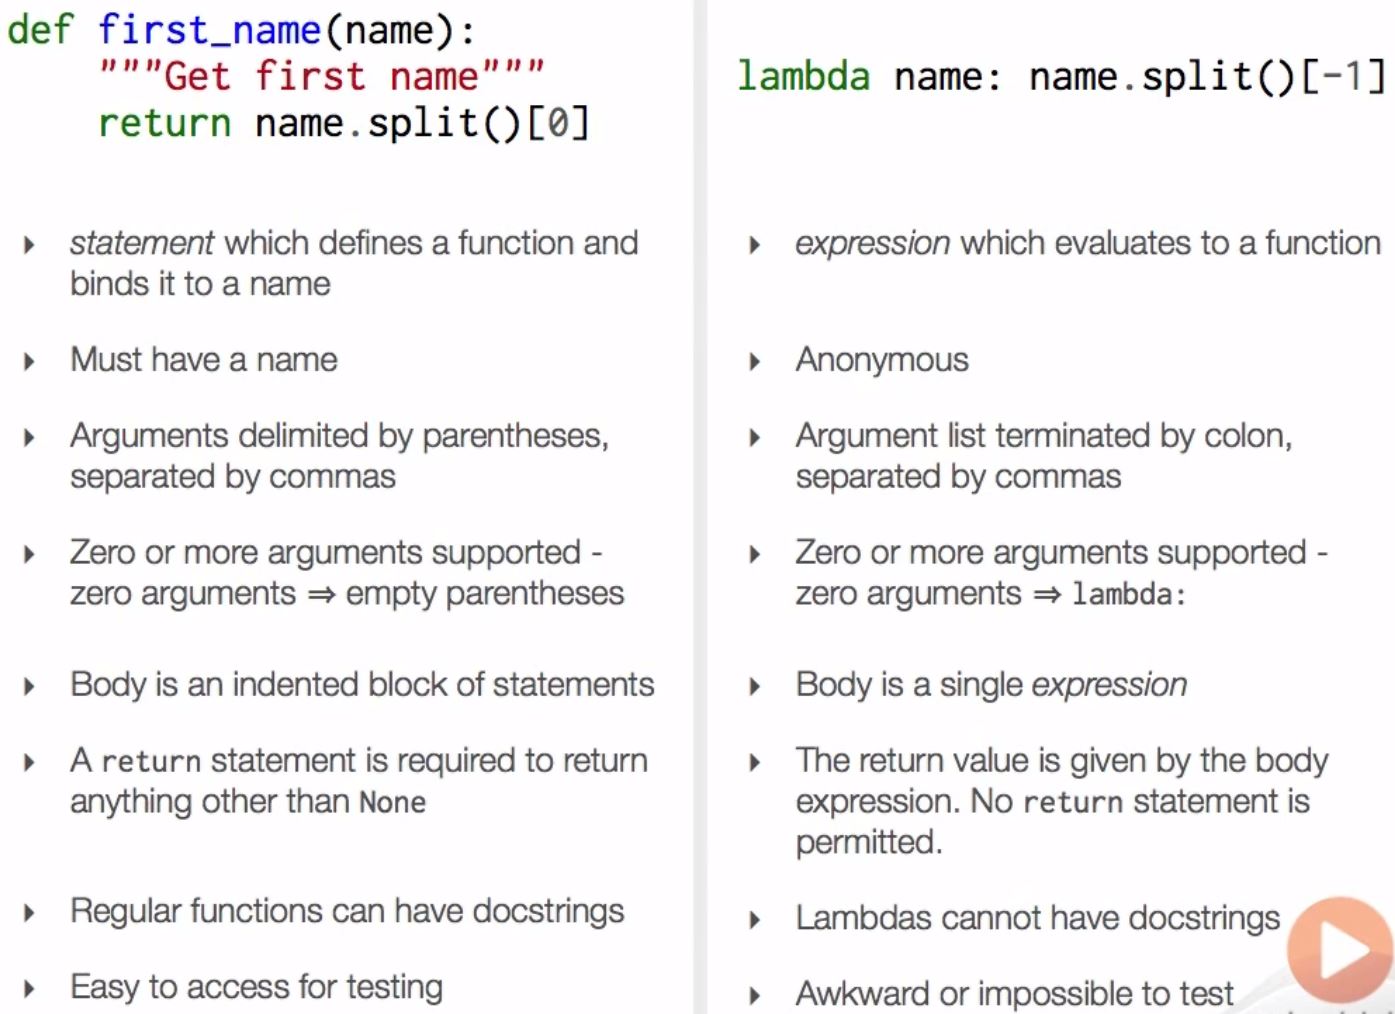 def first_name(name):
    """Get first name"""
    return name.split()[0]
▸ statement which defines a function and
binds it to a name
▸ Must have a name
▸ Arguments delimited by parentheses,
separated by commas
▸ Zero or more arguments supported -
zero arguments ⇒ empty parentheses
▸ Body is an indented block of statements
▸ A return statement is required to return
anything other than None
▸ Regular functions can have docstrings
▸ Easy to access for testing
lambda name: name.split()[-1]
▸ expression which evaluates to a function
▸ Anonymous
▸ Argument list terminated by colon,
separated by commas
▸ Zero or more arguments supported -
zero arguments ⇒ lambda:
▸ Body is a single expression
▸ The return value is given by the body
expression. No return statement is
permitted.
▸ Lambdas cannot have docstrings
▸ Awkward or impossible to test